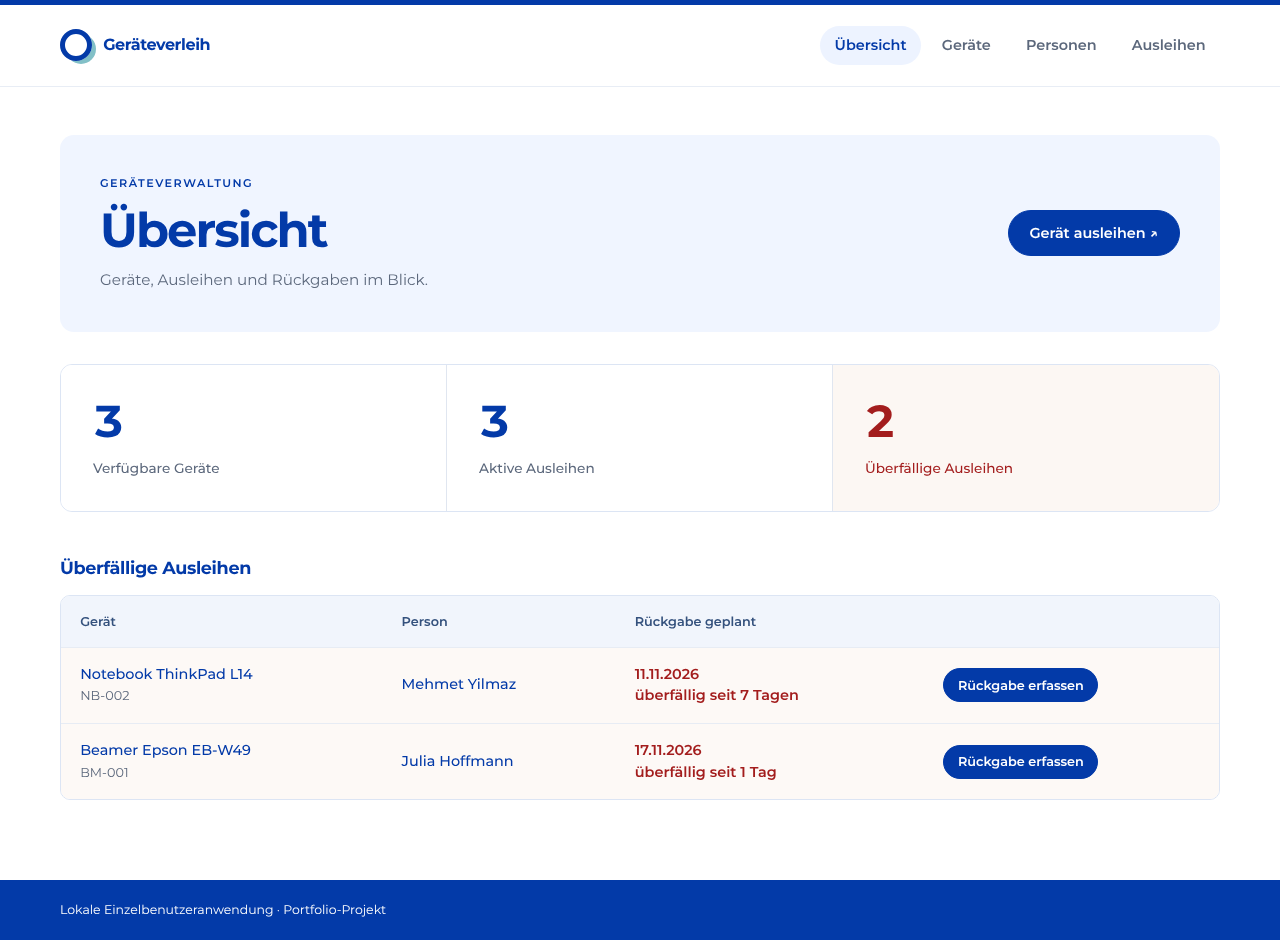 Geräteverleih
Übersicht Geräte Personen Ausleihen
GERÄTEVERWALTUNG
Übersicht
Geräte, Ausleihen und Rückgaben im Blick.
Gerät ausleihen ↗
3
Verfügbare Geräte
3
Aktive Ausleihen
2
Überfällige Ausleihen
Überfällige Ausleihen
Gerät Person Rückgabe geplant
Notebook ThinkPad L14
NB-002
Mehmet Yilmaz
11.11.2026
überfällig seit 7 Tagen
Rückgabe erfassen
Beamer Epson EB-W49
BM-001
Julia Hoffmann
17.11.2026
überfällig seit 1 Tag
Rückgabe erfassen
Lokale Einzelbenutzeranwendung · Portfolio-Projekt